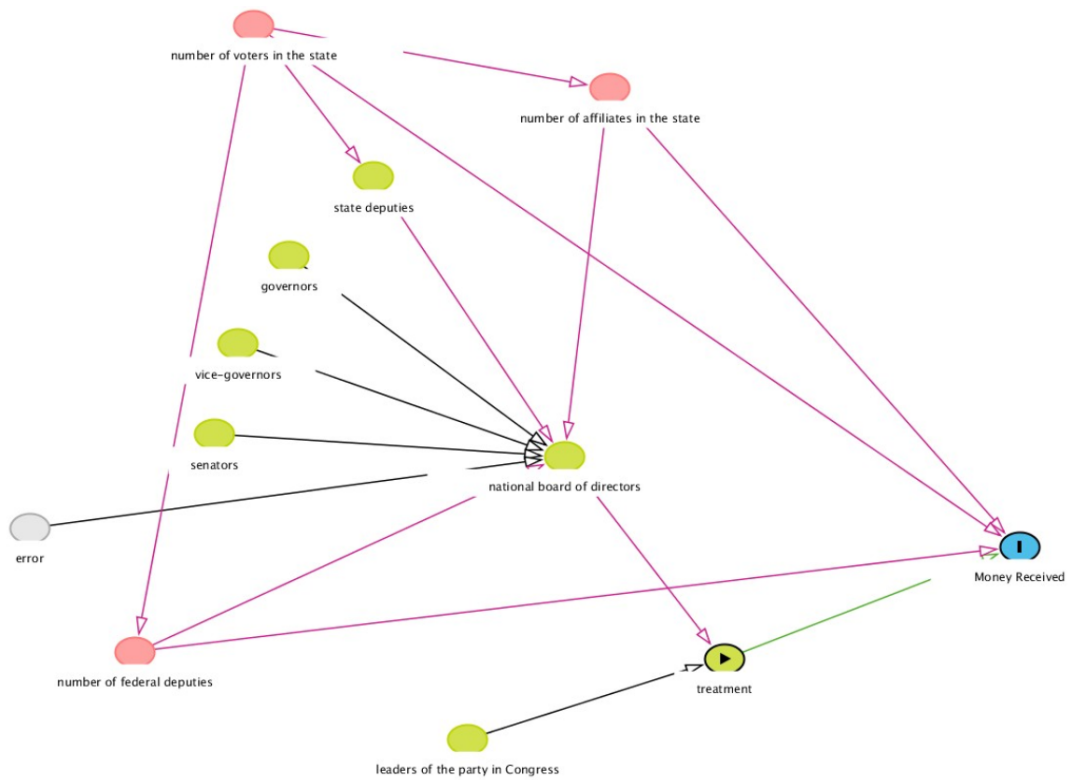 number of voters in the state
number of affiliates in the state
state deputies
governors
vice-governors
senators
national board of directors
error
Money Received
number of federal deputies
treatment
leaders of the party in Congress